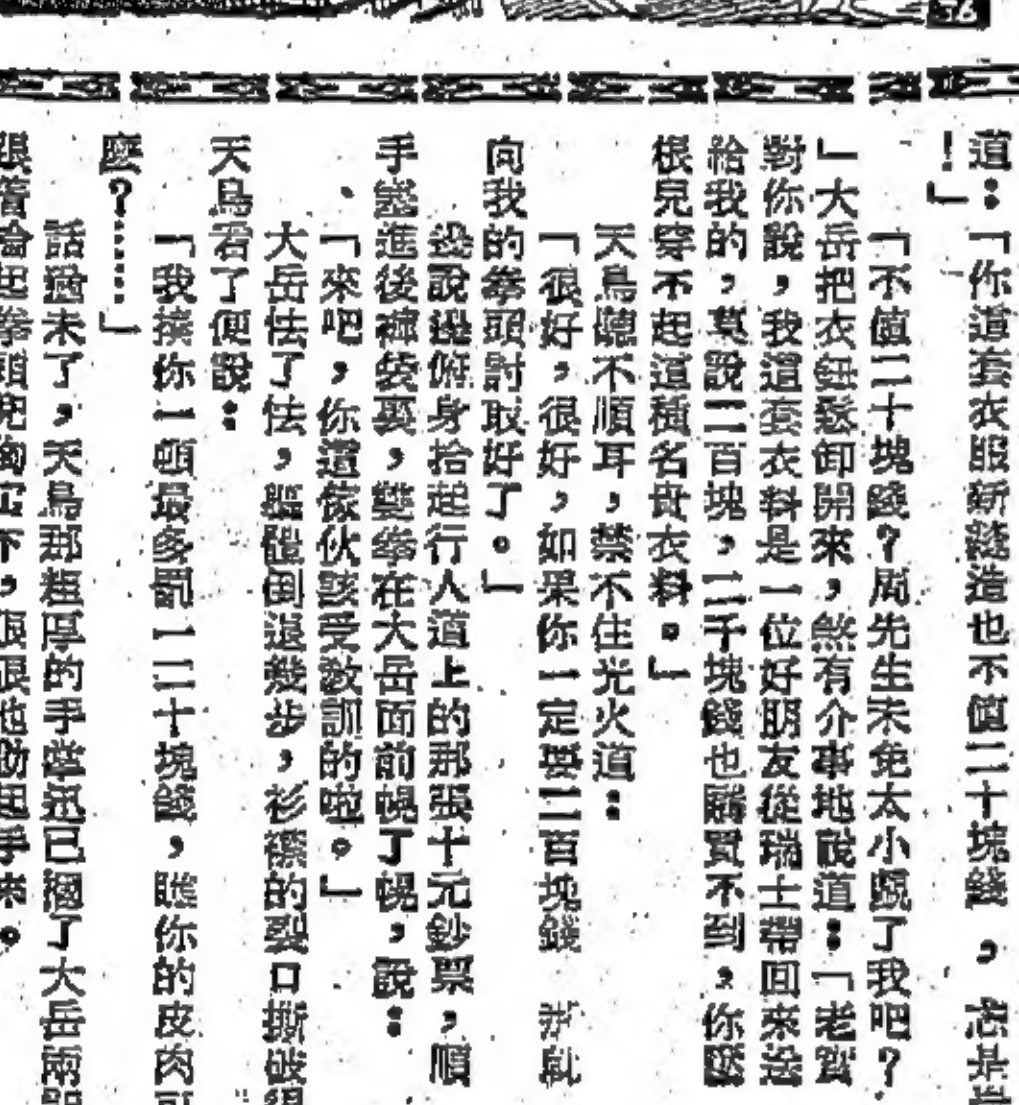 56
道：「你這套衣服新縫造也不值二十塊錢，
！」
「不值二十塊錢？周先生未免太小覷了我吧？
」大岳把衣鈕鬆卸開來，煞有介事地說道：「老實
對你說，我這套衣料是一位好朋友從瑞士帶回來送
給我的，莫說二百塊，二千塊錢也購買不到，你
根兒穿不起這種名貴衣料。」
天鳥聽不順耳，禁不住光火道：
「很好，很好，如果你一定要二百塊錢
向我的拳頭討取好了。」
邊說邊俯身拾起行人道上的那張十元鈔票，順
手塞進後褲袋裏，雙拳在大岳面前幌了幌，說：
「來吧，你這傢伙該受教訓的啦。」
大岳怯了怯，軀體倒退幾步，衫襟的裂口撕破
天鳥看了便說：
「我揍你一頓最多罰一二十塊錢，瞧你的皮肉
麼？……」
話猶未了，天鳥那粗厚的手掌迅已摑了大岳兩
張着掄起拳頭兜胸